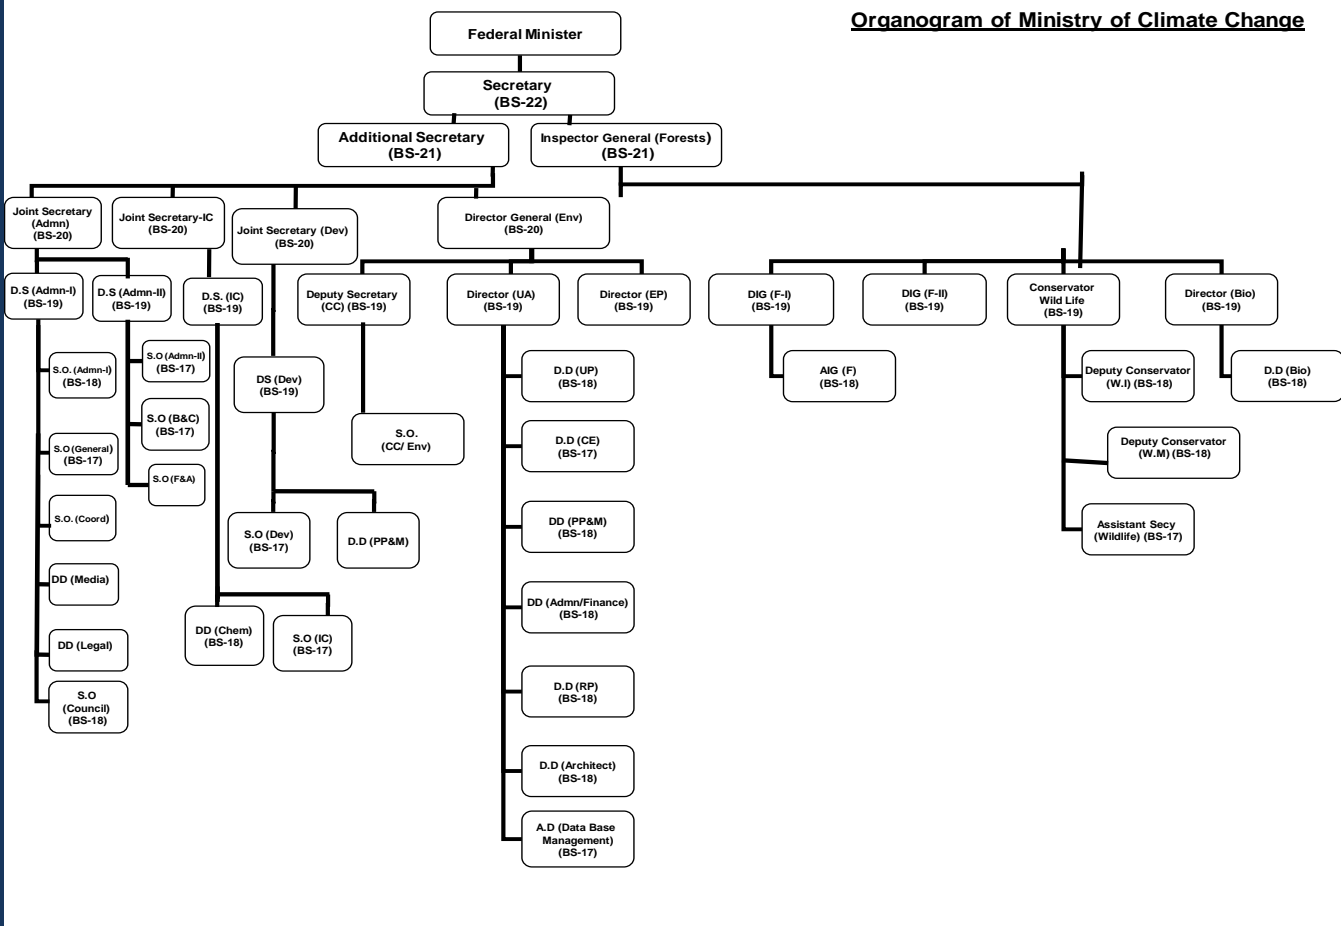 Organogram of Ministry of Climate Change
Federal Minister
Secretary
(BS-22)
Additional Secretary
(BS-21)
Inspector General (Forests)
(BS-21)
Joint Secretary
(Admn)
(BS-20)
Joint Secretary-IC
(BS-20)
Joint Secretary (Dev)
(BS-20)
Director General (Env)
(BS-20)
D.S (Admn-I)
(BS-19)
D.S (Admn-II)
(BS-19)
D.S. (IC)
(BS-19)
Deputy Secretary
(CC) (BS-19)
Director (UA)
(BS-19)
Director (EP)
(BS-19)
DIG (F-I)
(BS-19)
DIG (F-II)
(BS-19)
Conservator
Wild Life
(BS-19)
Director (Bio)
(BS-19)
S.O. (Admn-I)
(BS-18)
S.O (Admn-II)
(BS-17)
DS (Dev)
(BS-19)
D.D (UP)
(BS-18)
AIG (F)
(BS-18)
Deputy Conservator
(W.I) (BS-18)
D.D (Bio)
(BS-18)
S.O (B&C)
(BS-17)
S.O.
(CC/ Env)
D.D (CE)
(BS-17)
Deputy Conservator
(W.M) (BS-18)
S.O (General)
(BS-17)
S.O (F&A)
S.O. (Coord)
S.O (Dev)
(BS-17)
D.D (PP&M)
DD (PP&M)
(BS-18)
Assistant Secy
(Wildlife) (BS-17)
DD (Media)
DD (Admn/Finance)
(BS-18)
DD (Legal)
DD (Chem)
(BS-18)
S.O (IC)
(BS-17)
S.O
(Council)
(BS-18)
D.D (RP)
(BS-18)
D.D (Architect)
(BS-18)
A.D (Data Base
Management)
(BS-17)